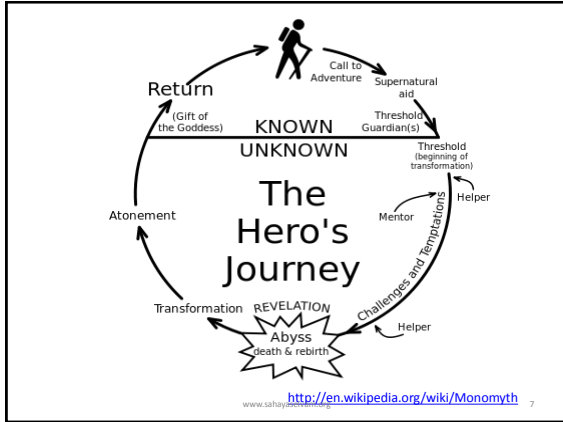 Call to
Adventure
Supernatural
aid
Return
(Gift of
the Goddess)
KNOWN
Threshold
Guardian(s)
UNKNOWN
Threshold
(beginning of
transformation)
The
Hero's
Journey
Helper
Mentor
Challenges and Temptations
Atonement
Transformation
REVELATION
Abyss
death & rebirth
Helper
http://en.wikipedia.org/wiki/Monomyth
7